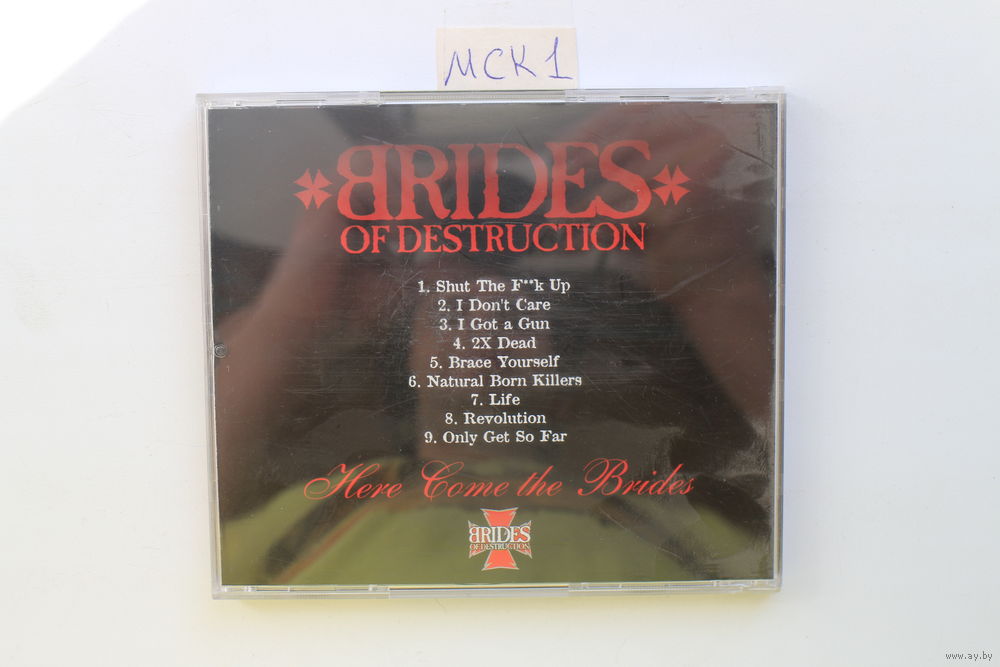 MCK1
BRIDES
OF DESTRUCTION
1. Shut The F**k Up
2. I Don't Care
3. I Got a Gun
4. 2X Dead
5. Brace Yourself
6. Natural Born Killers
7. Life
8. Revolution
9. Only Get So Far
Here Come the Brides
BRIDES
OF DESTRUCTION
www.ay.by